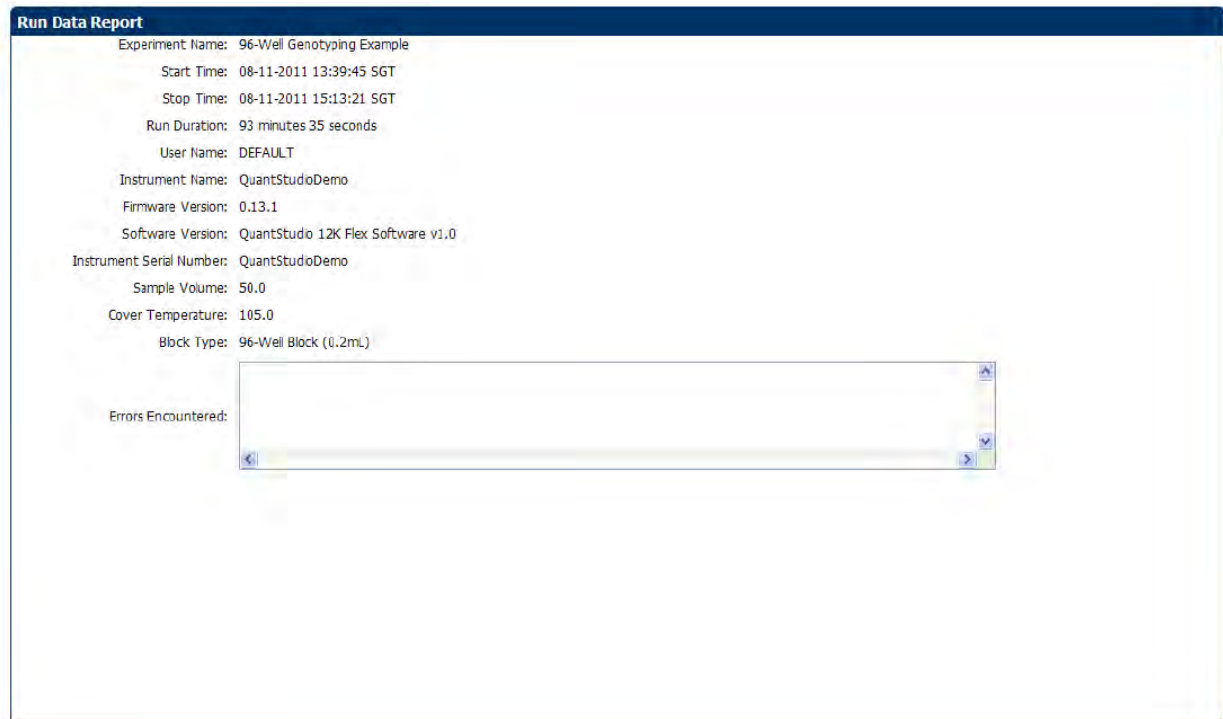 Run Data Report
Experiment Name: 96-Well Genotyping Example
Start Time: 08-11-2011 13:39:45 SGT
Stop Time: 08-11-2011 15:13:21 SGT
Run Duration: 93 minutes 35 seconds
User Name: DEFAULT
Instrument Name: QuantStudioDemo
Firmware Version: 0.13.1
Software Version: QuantStudio 12K Flex Software v1.0
Instrument Serial Number: QuantStudioDemo
Sample Volume: 50.0
Cover Temperature: 105.0
Block Type: 96-Well Block (0.2mL)
Errors Encountered: